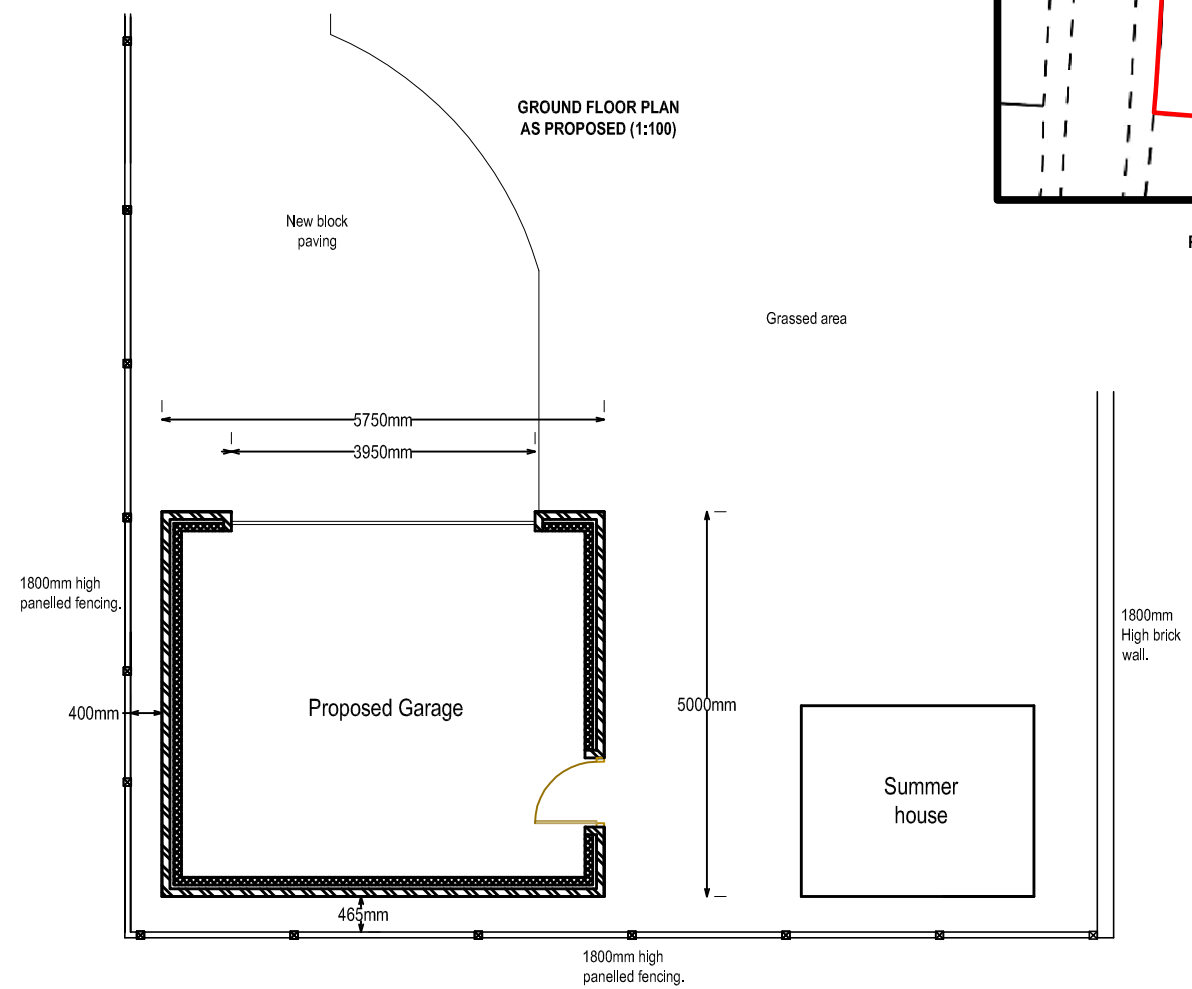 GROUND FLOOR PLAN
AS PROPOSED (1:100)
New block
paving
Grassed area
5750mm
3950mm
1800mm high
panelled fencing.
1800mm
High brick
wall.
400mm
Proposed Garage
5000mm
Summer
house
465mm
1800mm high
panelled fencing.